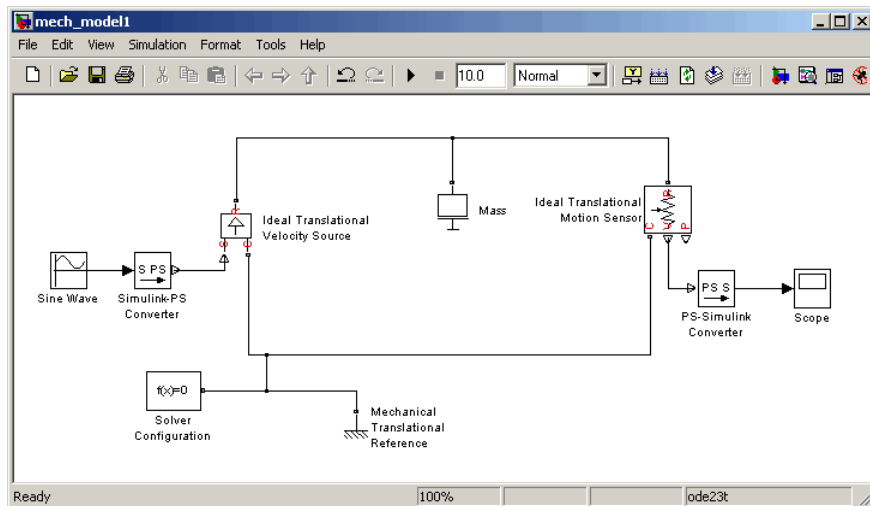 mech_model1
File Edit View Simulation Format Tools Help
10.0 Normal
R
S C
Ideal Translational
Velocity Source
Mass
Ideal Translational
Motion Sensor
R
C V P
Sine Wave
S PS
Simulink-PS
Converter
PS S
PS-Simulink
Converter
Scope
f(x)=0
Solver
Configuration
Mechanical
Translational
Reference
Ready 100% ode23t